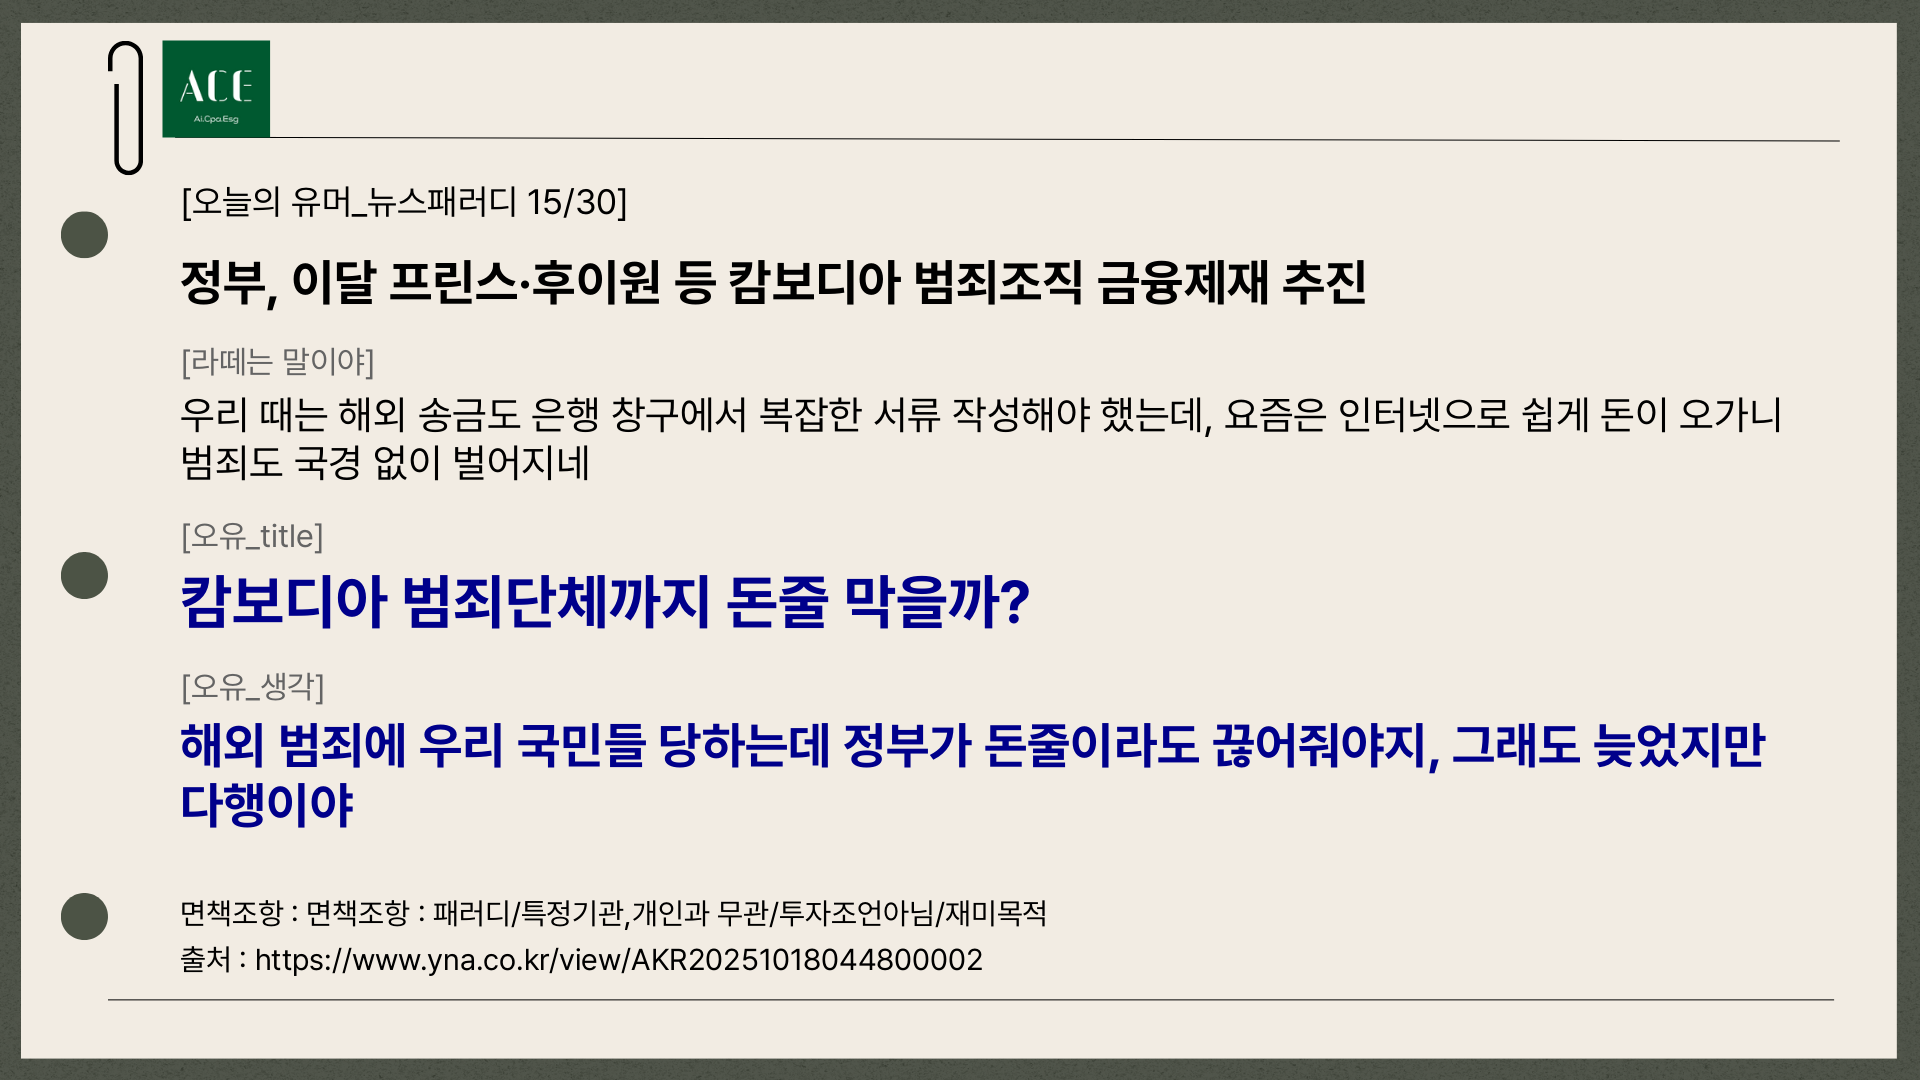 ACE
Ai.Cpa.Esg
[오늘의 유머_뉴스패러디 15/30]
정부, 이달 프린스·후이원 등 캄보디아 범죄조직 금융제재 추진
[라떼는 말이야]
우리 때는 해외 송금도 은행 창구에서 복잡한 서류 작성해야 했는데, 요즘은 인터넷으로 쉽게 돈이 오가니
범죄도 국경 없이 벌어지네
[오유_title]
캄보디아 범죄단체까지 돈줄 막을까?
[오유_생각]
해외 범죄에 우리 국민들 당하는데 정부가 돈줄이라도 끊어줘야지, 그래도 늦었지만
다행이야
면책조항 : 면책조항 : 패러디/특정기관,개인과 무관/투자조언아님/재미목적
출처 : https://www.yna.co.kr/view/AKR20251018044800002